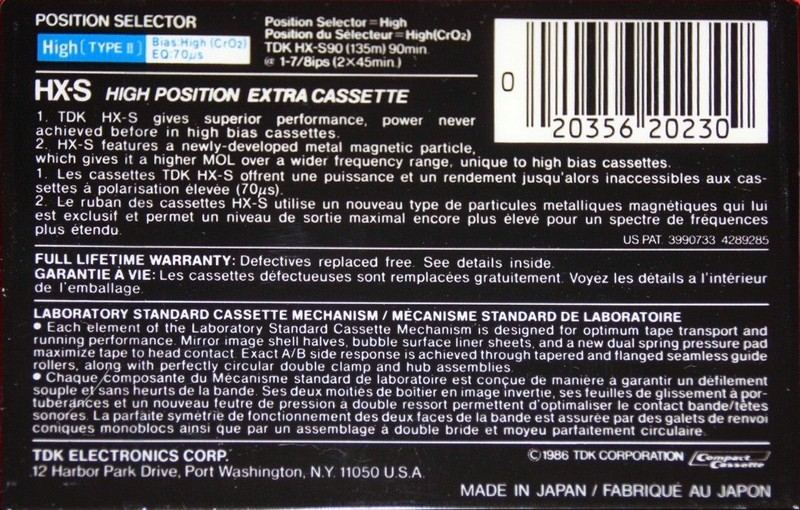 POSITION SELECTOR
High [TYPE II] Bias:High (CrO2)
EQ:70µs
Position Selector=High
Position du Sélecteur=High(CrO2)
TDK HX-S90 (135m) 90min.
@ 1-7/8ips (2×45min.)
0 20356 20230
HX-S HIGH POSITION EXTRA CASSETTE
1. TDK HX-S gives superior performance, power never
achieved before in high bias cassettes.
2. HX-S features a newly-developed metal magnetic particle,
which gives it a higher MOL over a wider frequency range, unique to high bias cassettes.
1. Les cassettes TDK HX-S offrent une puissance et un rendement jusqu'alors inaccessibles aux cas-
settes à polarisation élevée (70µs).
2. Le ruban des cassettes HX-S utilise un nouveau type de particules metalliques magnétiques qui lui
est exclusif et permet un niveau de sortie maximal encore plus élevé pour un spectre de fréquences
plus étendu.
US PAT. 3990733 4289285
FULL LIFETIME WARRANTY: Defectives replaced free. See details inside.
GARANTIE À VIE: Les cassettes défectueuses sont remplacées gratuitement. Voyez les détails a l'intérieur
de l'emballage.
LABORATORY STANDARD CASSETTE MECHANISM / MÉCANISME STANDARD DE LABORATOIRE
● Each element of the Laboratory Standard Cassette Mechanism is designed for optimum tape transport and
running performance. Mirror image shell halves, bubble surface liner sheets, and a new dual spring pressure pad
maximize tape to head contact. Exact A/B side response is achieved through tapered and flanged seamless guide
rollers, along with perfectly circular double clamp and hub assemblies.
● Chaque composante du Mécanisme standard de laboratoire est conçue de manière à garantir un défilement
souple et sans heurts de la bande. Ses deux moitiés de boîtier en image invertie, ses feuilles de glissement à por-
tubérances et un nouveau feutre de pression à double ressort permettent d'optimaliser le contact bande/têtes
sonores. La parfaite symétrie de fonctionnement des deux faces de la bande est assurée par des galets de renvoi
coniques monoblocs ainsi que par un assemblage à double bride et moyeu parfaitement circulaire.
TDK ELECTRONICS CORP.
12 Harbor Park Drive, Port Washington, N.Y. 11050 U.S.A.
©1986 TDK CORPORATION Compact Cassette
MADE IN JAPAN / FABRIQUÉ AU JAPON